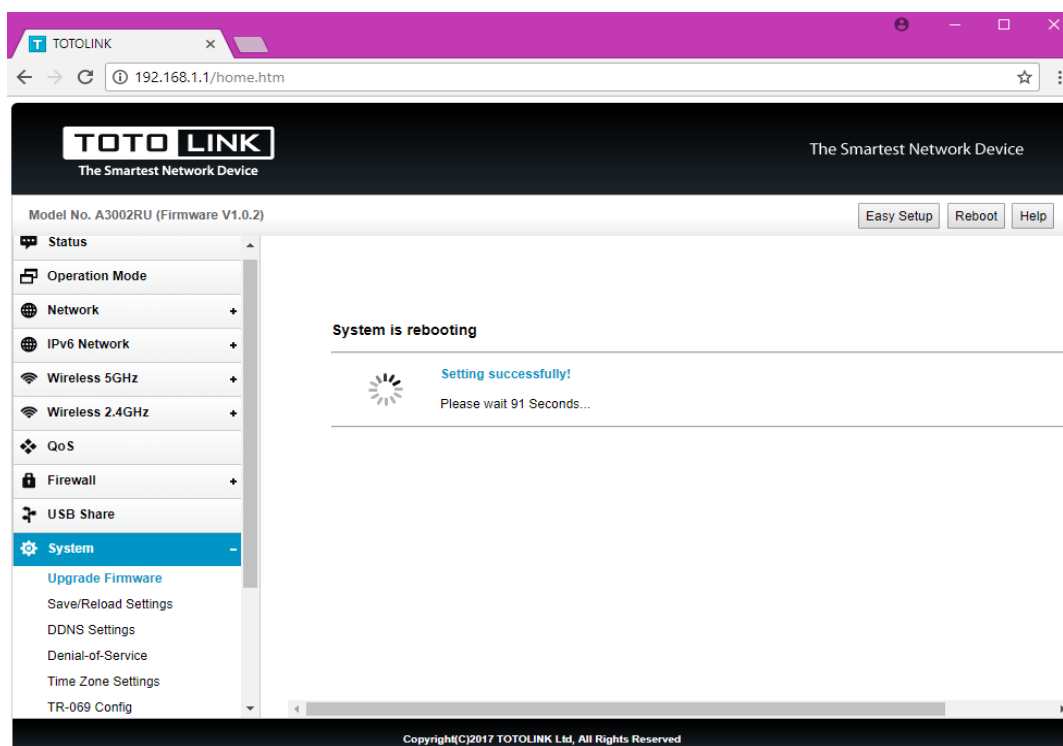 TOTOLINK
192.168.1.1/home.htm
TOTO LINK
The Smartest Network Device
The Smartest Network Device
Model No. A3002RU (Firmware V1.0.2)
Easy Setup
Reboot
Help
Status
Operation Mode
Network
IPv6 Network
Wireless 5GHz
Wireless 2.4GHz
QoS
Firewall
USB Share
System
Upgrade Firmware
Save/Reload Settings
DDNS Settings
Denial-of-Service
Time Zone Settings
TR-069 Config
System is rebooting
Setting successfully!
Please wait 91 Seconds...
Copyright(C)2017 TOTOLINK Ltd, All Rights Reserved